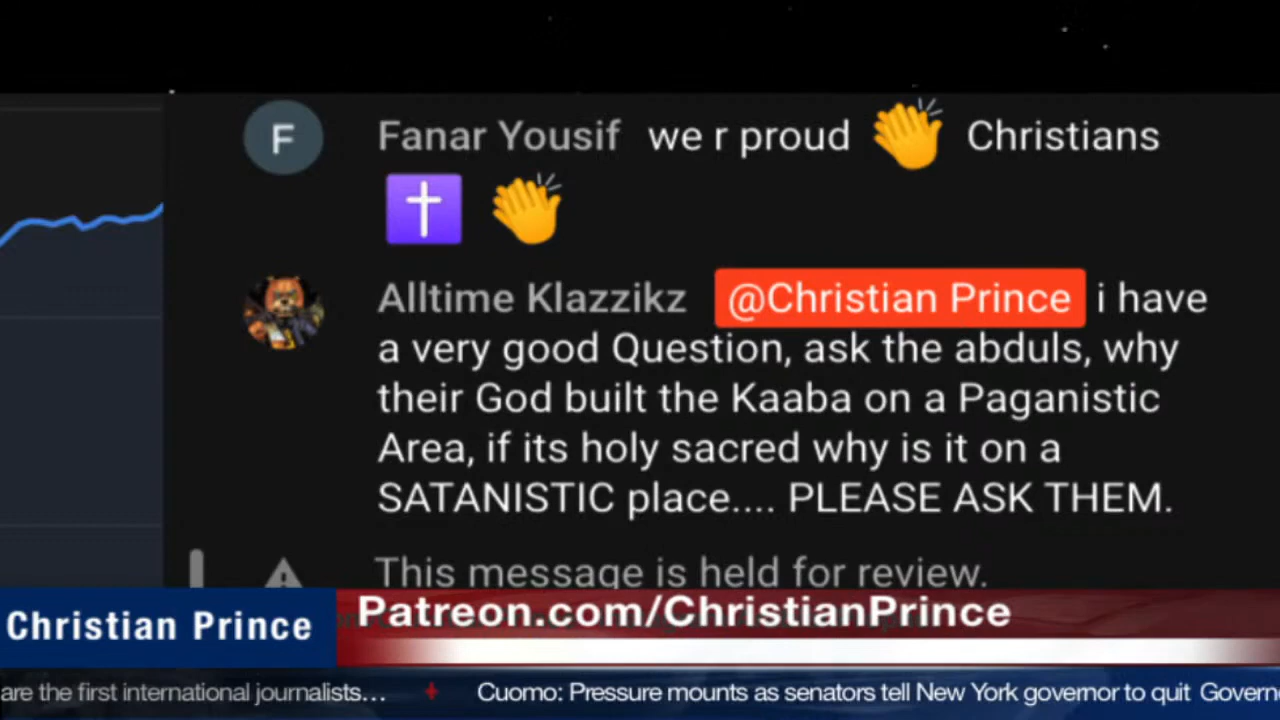 F
Fanar Yousif we r proud 👏 Christians
✝️ 👏
Alltime Klazzikz @Christian Prince i have
a very good Question, ask the abduls, why
their God built the Kaaba on a Paganistic
Area, if its holy sacred why is it on a
SATANISTIC place.... PLEASE ASK THEM.
This message is held for review.
Christian Prince
Patreon.com/ChristianPrince
are the first international journalists... + Cuomo: Pressure mounts as senators tell New York governor to quit Govern